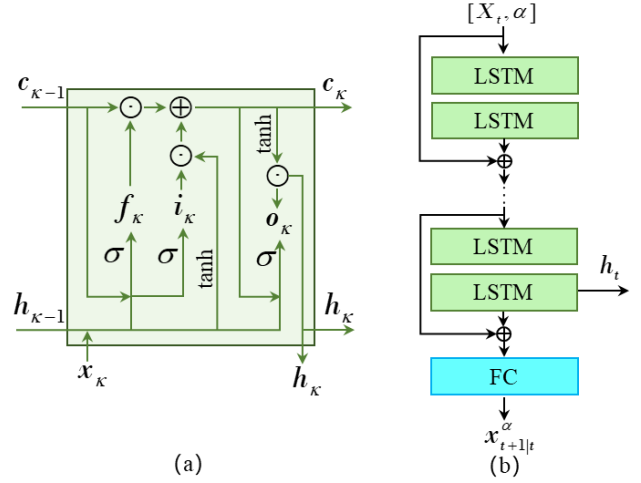 [X_t, α]
c_{κ-1}
c_κ
tanh
f_κ
i_κ
o_κ
σ
σ
tanh
σ
h_{κ-1}
h_κ
x_κ
h_κ
(a)
LSTM
LSTM
LSTM
LSTM
h_t
FC
x^α_{t+1|t}
(b)